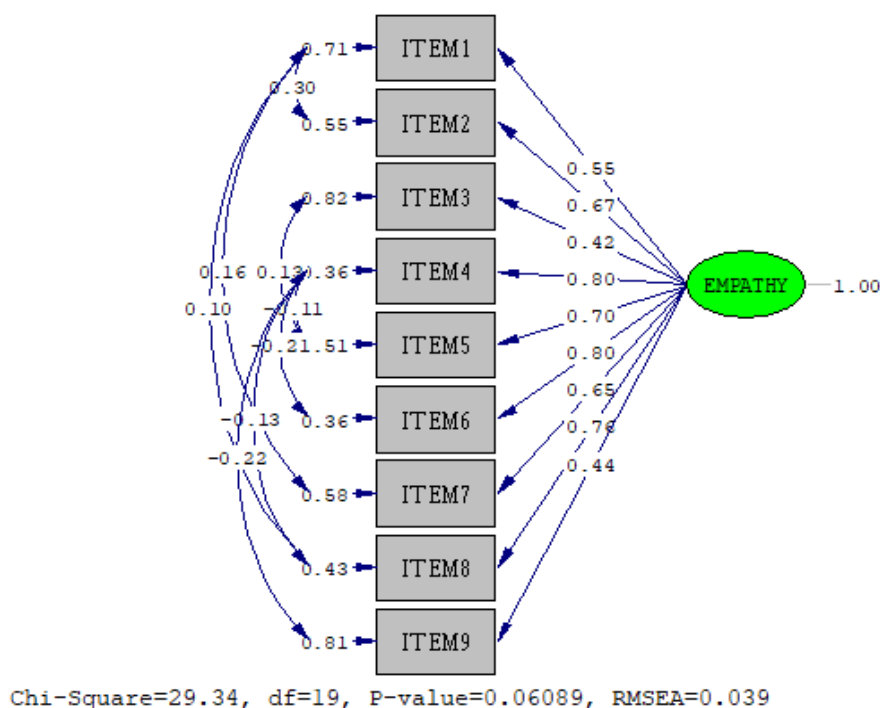 0.71 ITEM1
0.30
0.55 ITEM2
0.55
0.67
0.82 ITEM3
0.42
0.16 0.13 0.36 ITEM4
0.80
EMPATHY 1.00
0.10 -0.11
0.70
-0.21 .51 ITEM5
0.80
0.65
-0.13 0.36 ITEM6
0.76
-0.22
0.44
0.58 ITEM7
0.43 ITEM8
0.81 ITEM9
Chi-Square=29.34, df=19, P-value=0.06089, RMSEA=0.039